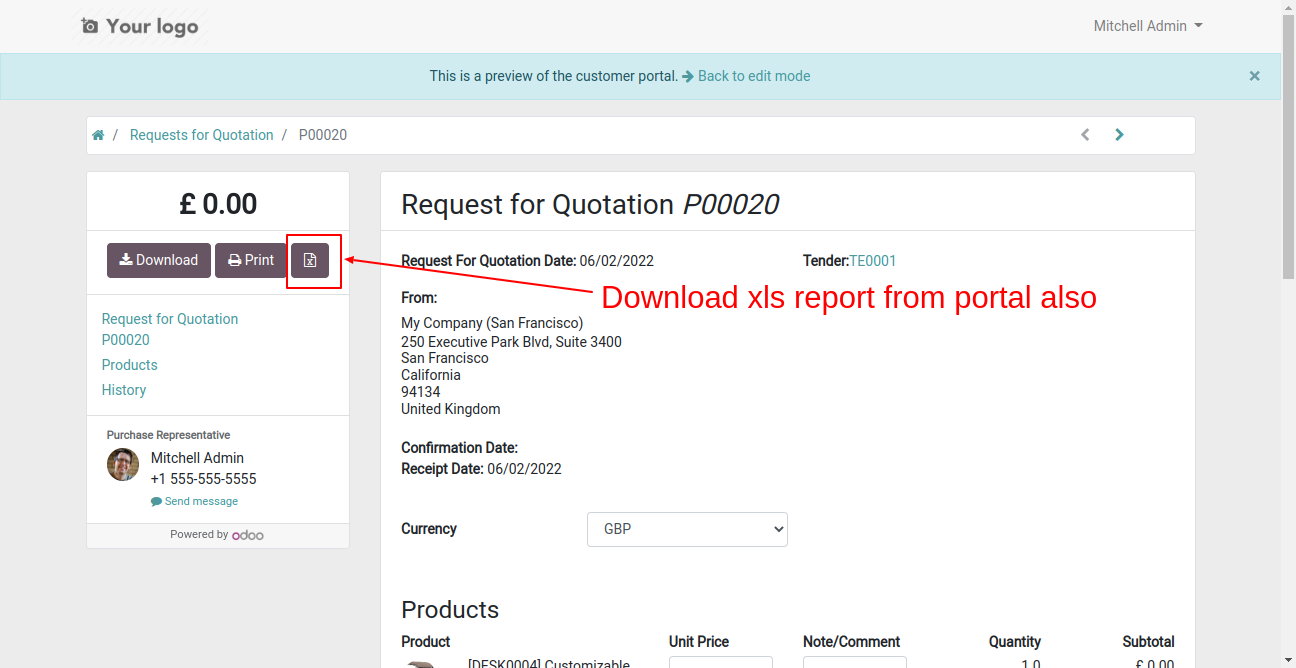 Your logo
Mitchell Admin
This is a preview of the customer portal. Back to edit mode
×
/ Requests for Quotation / P00020
£ 0.00
Download Print
Request for Quotation
P00020
Products
History
Purchase Representative
Mitchell Admin
+1 555-555-5555
Send message
Powered by odoo
Request for Quotation P00020
Request For Quotation Date: 06/02/2022 Tender:TE0001
Download xls report from portal also
From:
My Company (San Francisco)
250 Executive Park Blvd, Suite 3400
San Francisco
California
94134
United Kingdom
Confirmation Date:
Receipt Date: 06/02/2022
Currency GBP
Products
Product Unit Price Note/Comment Quantity Subtotal
[DESK0004] Customizable 1.0 £ 0.00